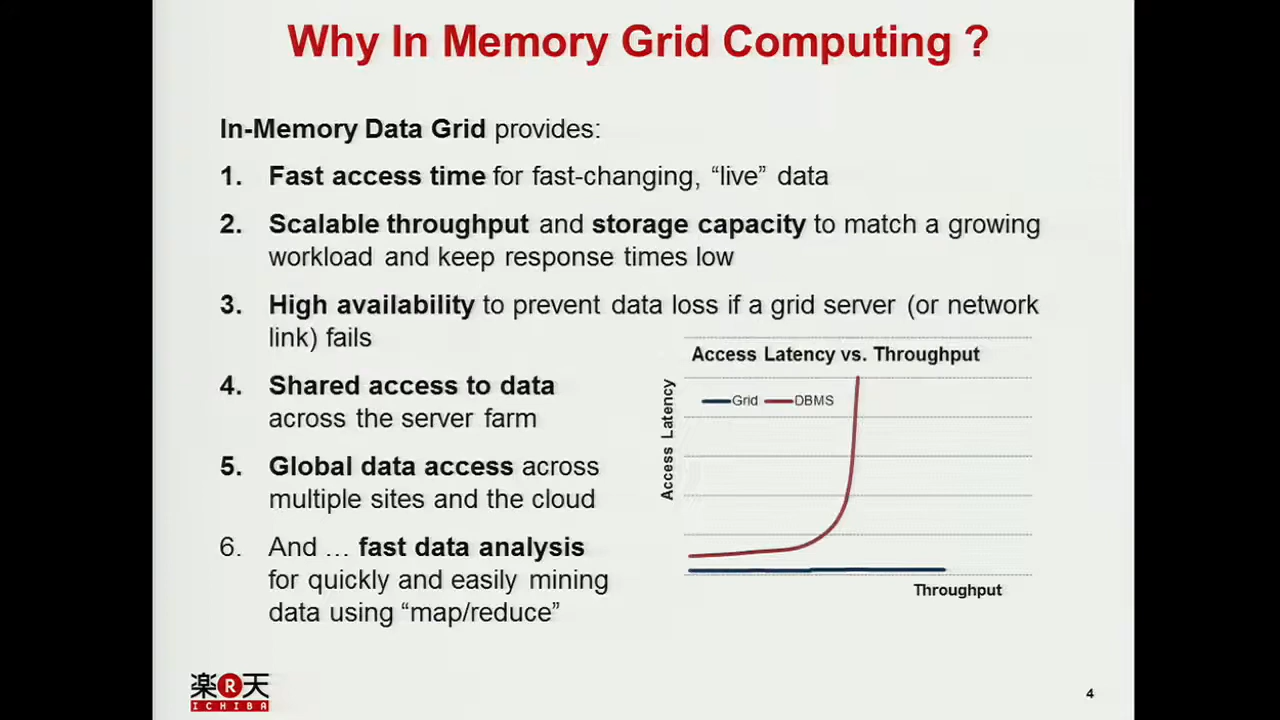 Why In Memory Grid Computing ?
In-Memory Data Grid provides:
1. Fast access time for fast-changing, “live” data
2. Scalable throughput and storage capacity to match a growing
workload and keep response times low
3. High availability to prevent data loss if a grid server (or network
link) fails
4. Shared access to data
across the server farm
5. Global data access across
multiple sites and the cloud
6. And … fast data analysis
for quickly and easily mining
data using “map/reduce”
Access Latency vs. Throughput
Grid DBMS
Access Latency
Throughput
楽R天
ICHIBA
4